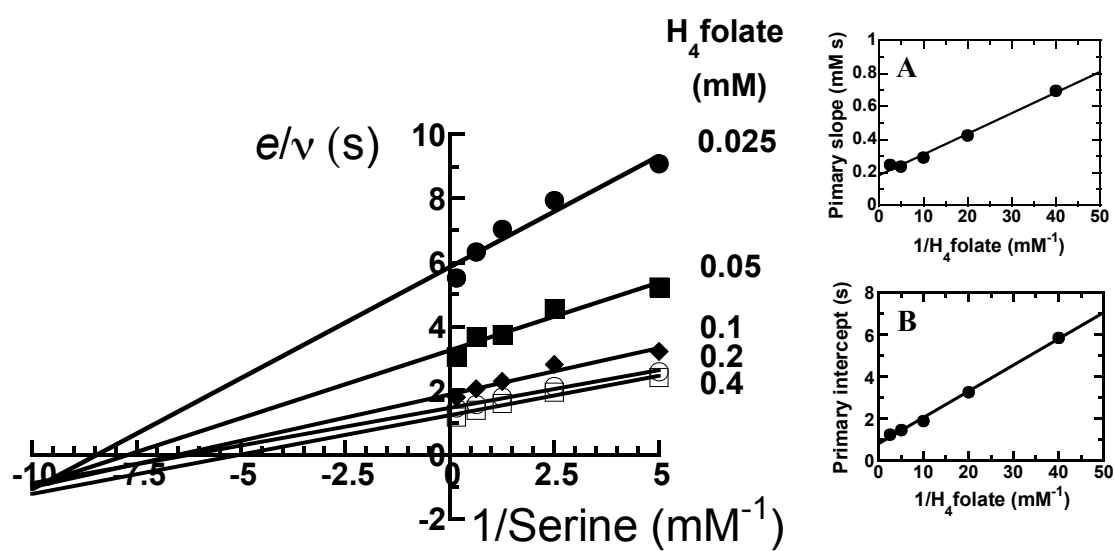 H₄folate
(mM)
e/ν (s)
10
8
6
4
2
0
-2
-10
-7.5
-5
-2.5
0
2.5
5
1/Serine (mM⁻¹)
0.025
0.05
0.1
0.2
0.4
A
Pimary slope (mM s)
1
0.8
0.6
0.4
0.2
0
0 10 20 30 40 50
1/H₄folate (mM⁻¹)
B
Primary intercept (s)
8
6
4
2
0
0 10 20 30 40 50
1/H₄folate (mM⁻¹)